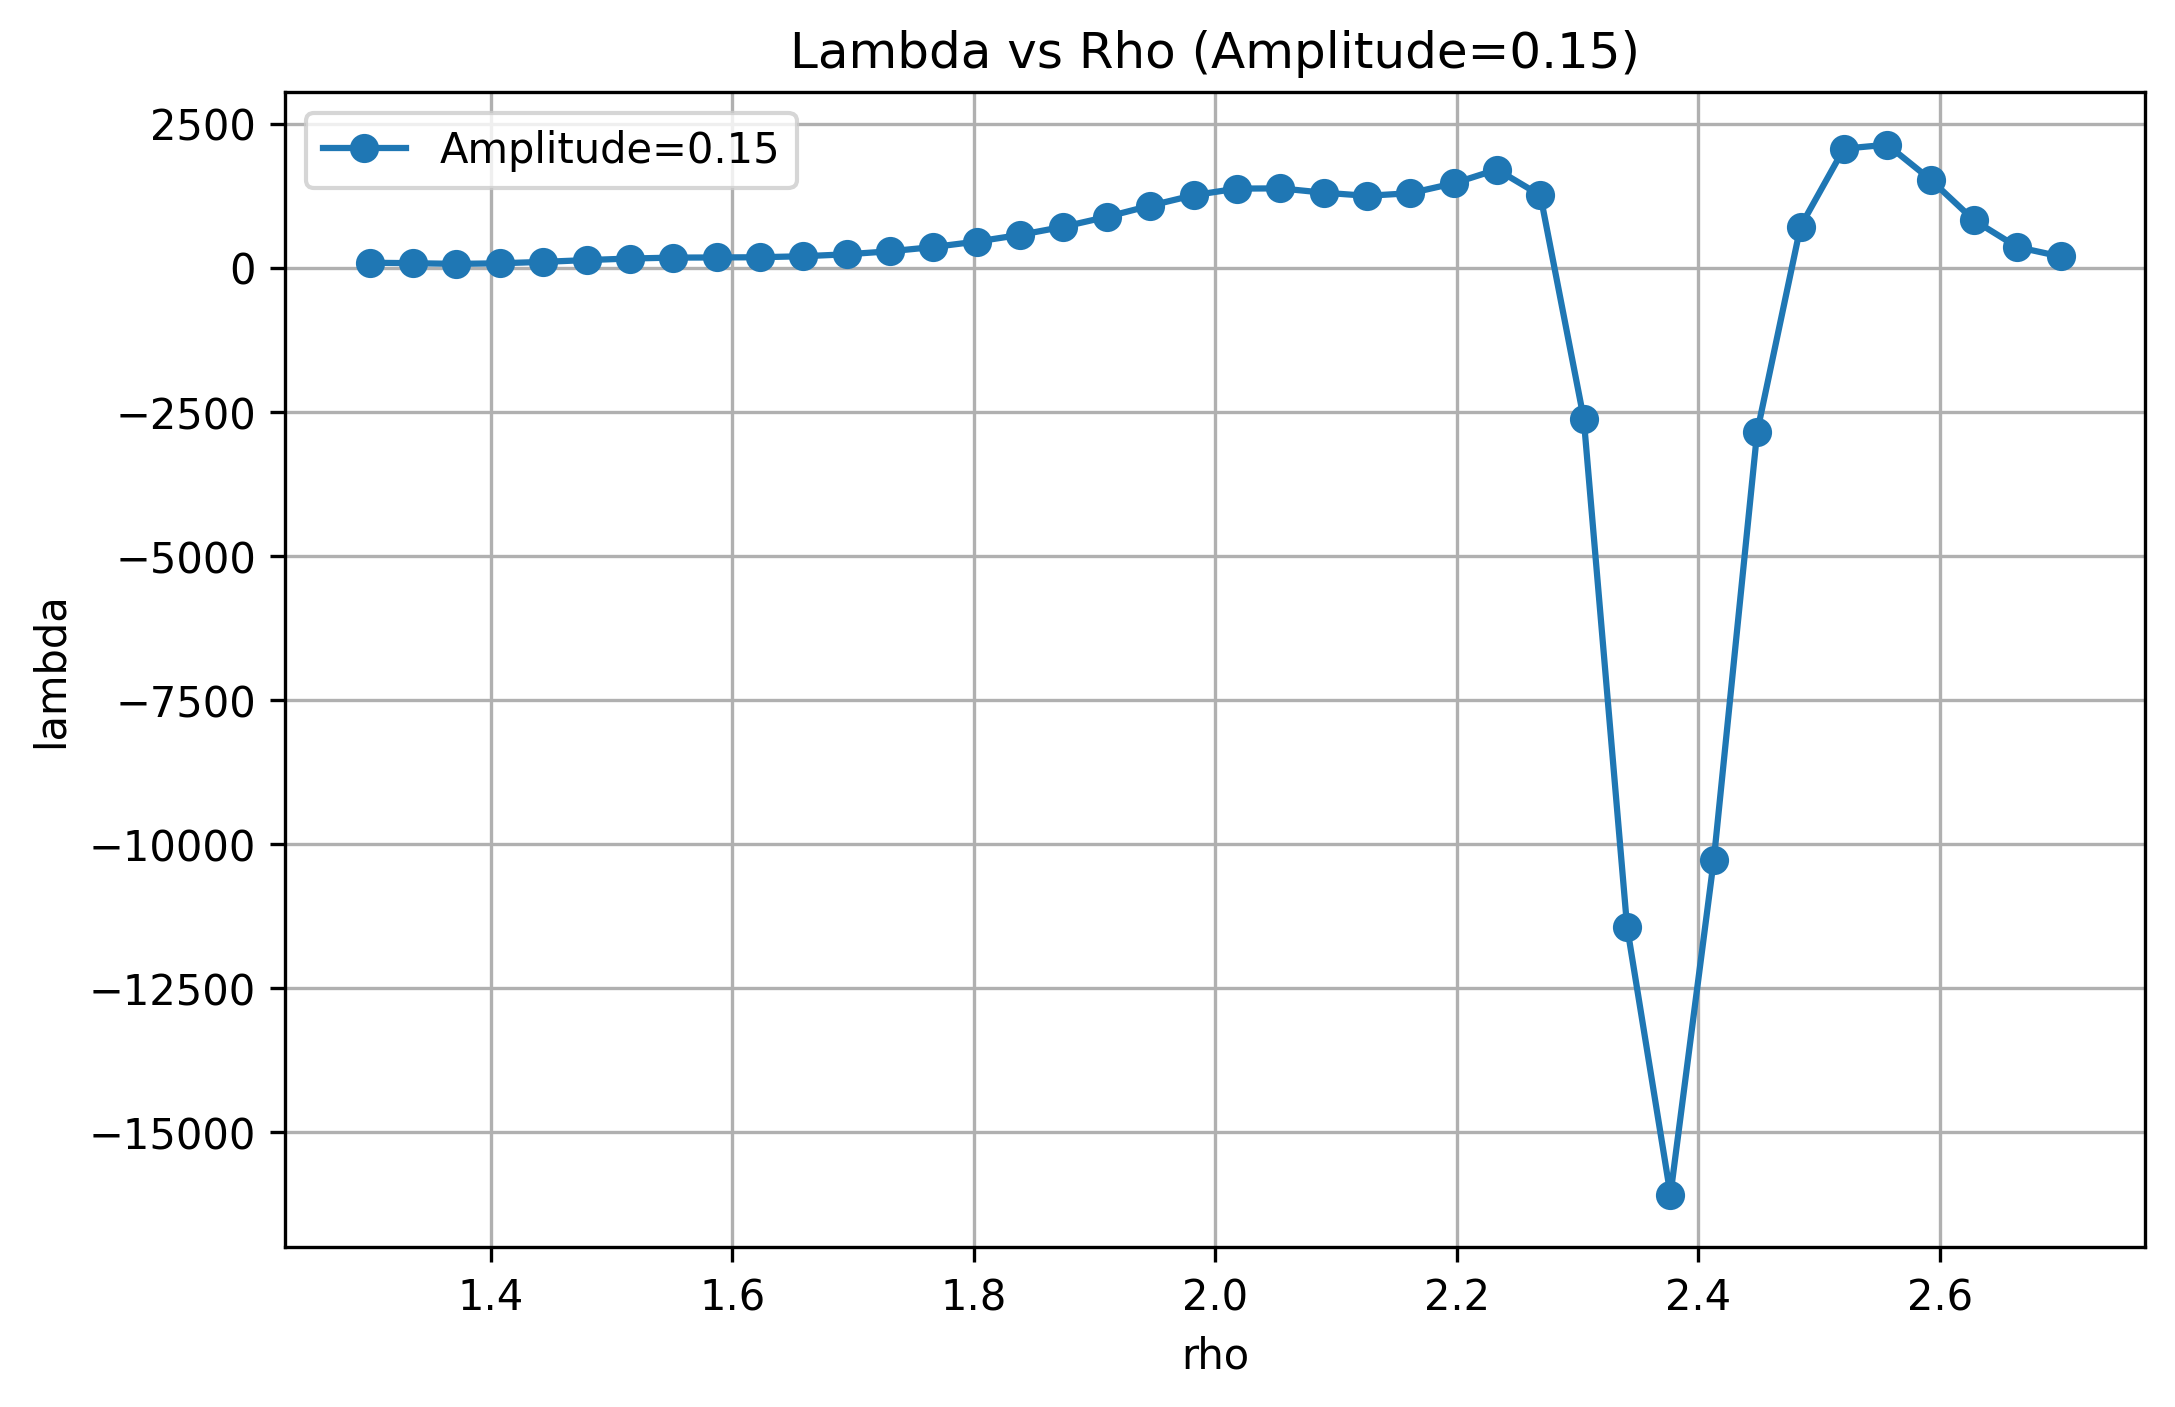 Lambda vs Rho (Amplitude=0.15)
Amplitude=0.15
2500
0
−2500
−5000
−7500
−10000
−12500
−15000
lambda
1.4 1.6 1.8 2.0 2.2 2.4 2.6
rho